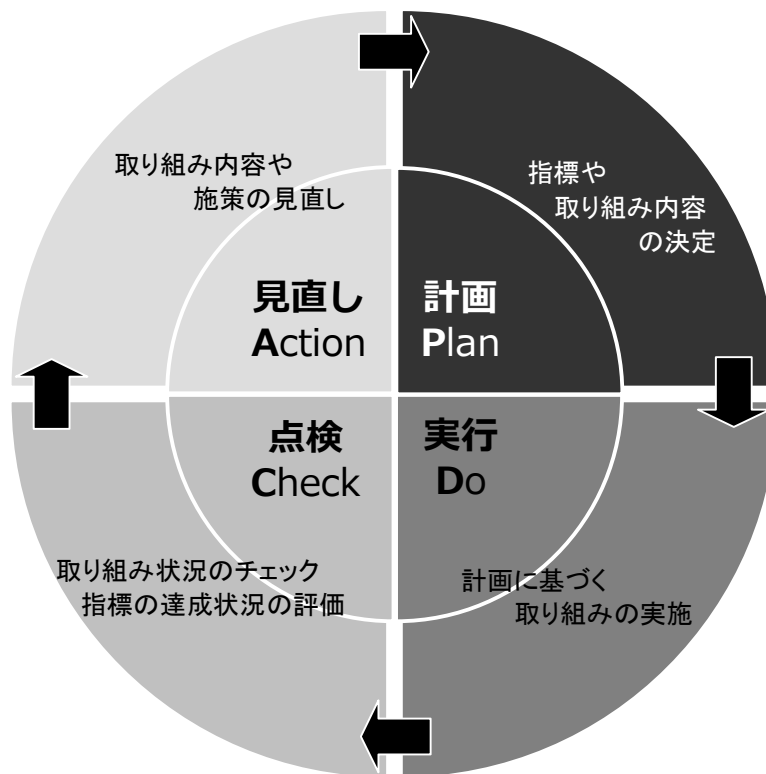 取り組み内容や
施策の見直し
見直し
Action
指標や
取り組み内容
の決定
計画
Plan
実行
Do
計画に基づく
取り組みの実施
点検
Check
取り組み状況のチェック
指標の達成状況の評価